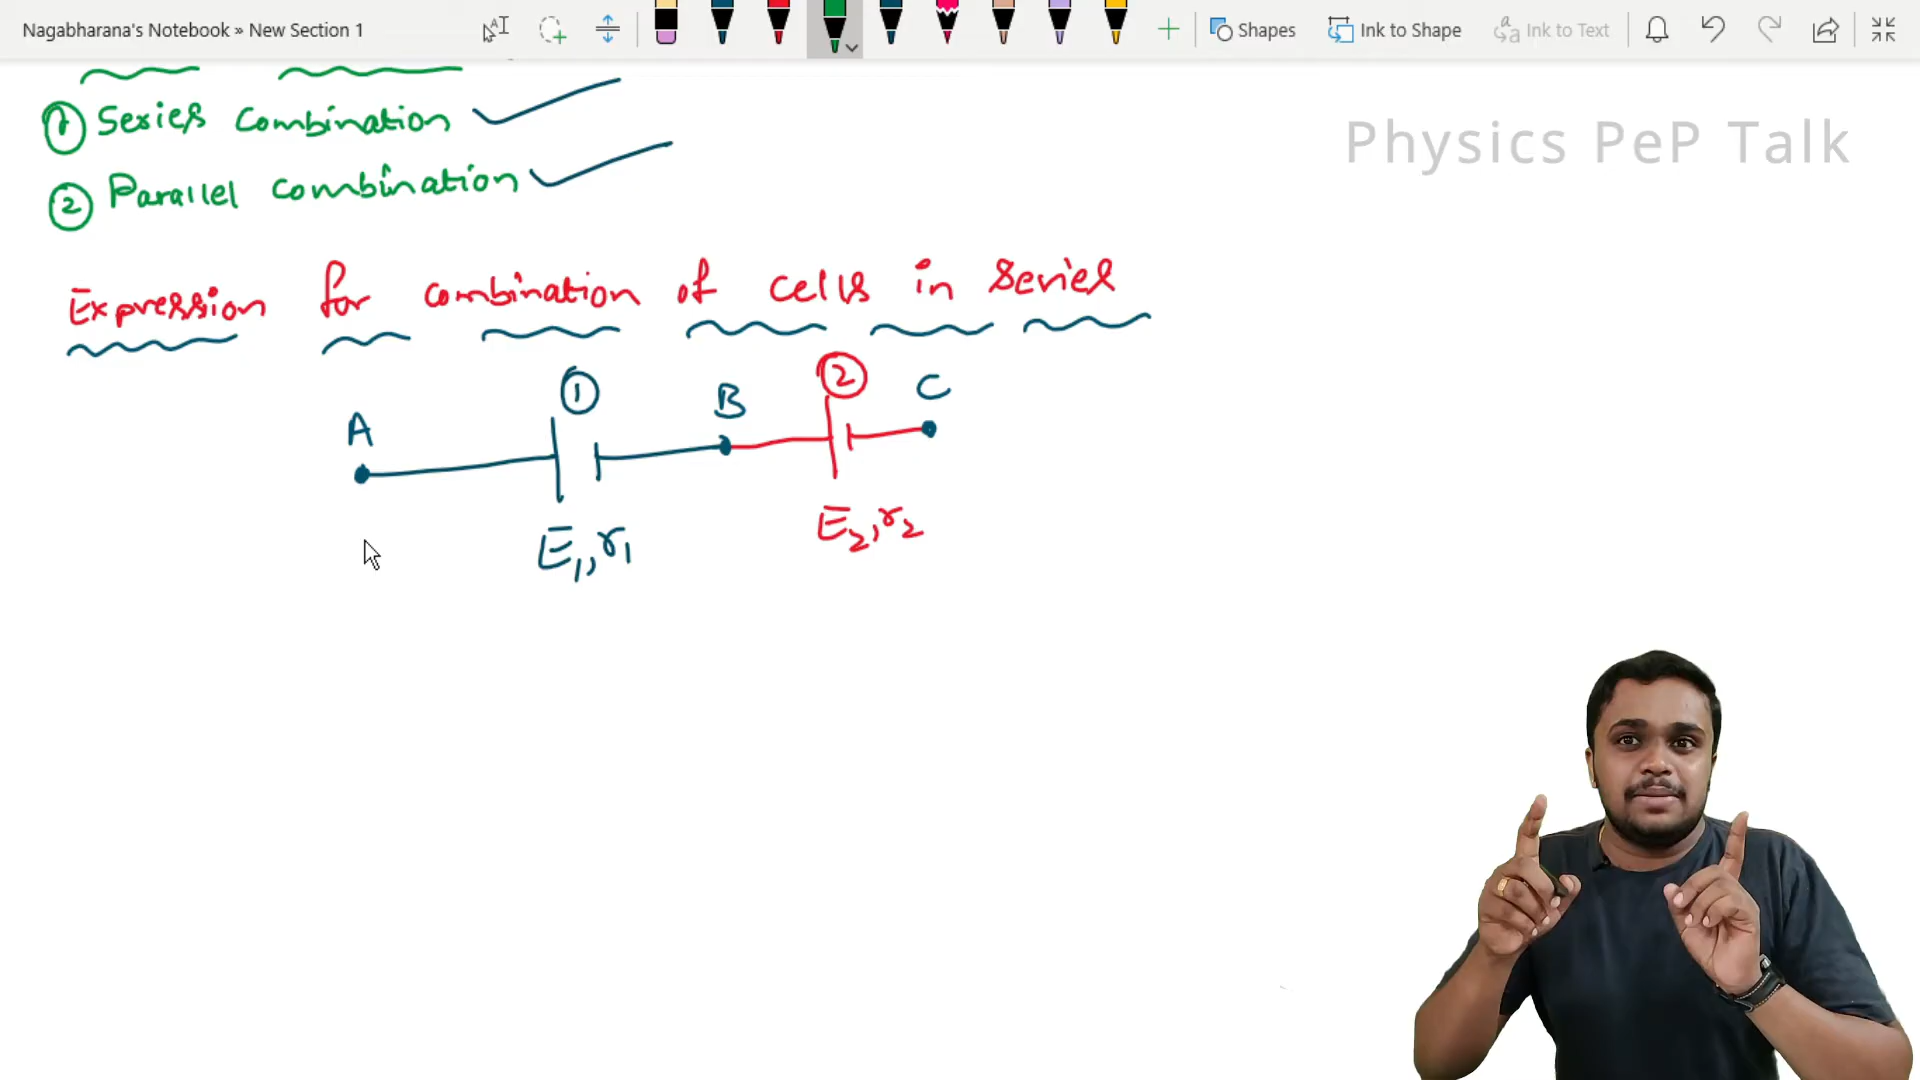 Nagabharana's Notebook » New Section 1
Shapes
Ink to Shape
Ink to Text
① Series combination
② Parallel combination
Physics PeP Talk
Expression for combination of cells in series
① ②
A B C
E₁, r₁ E₂, r₂